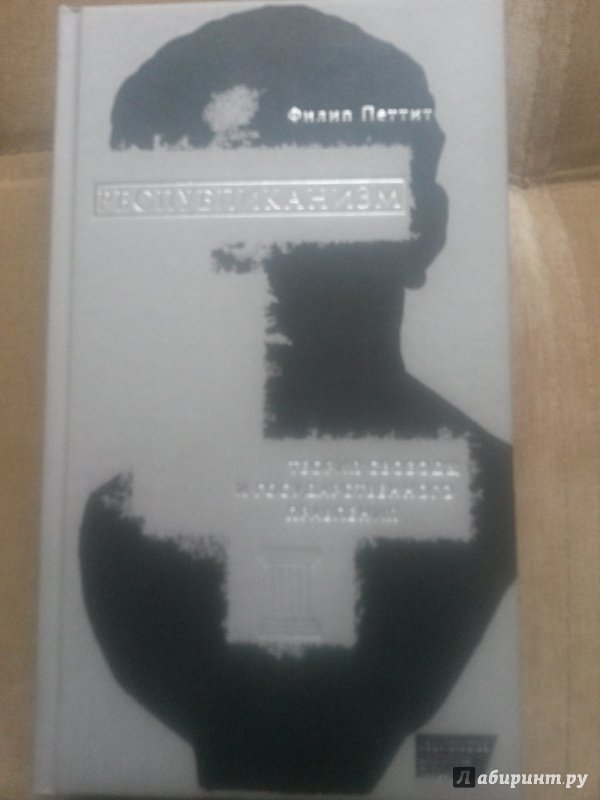 Филип Петтит
РЕСПУБЛИКАНИЗМ
ТЕОРИЯ СВОБОДЫ
И ГОСУДАРСТВЕННОГО
ПРАВЛЕНИЯ
Лабиринт.ру